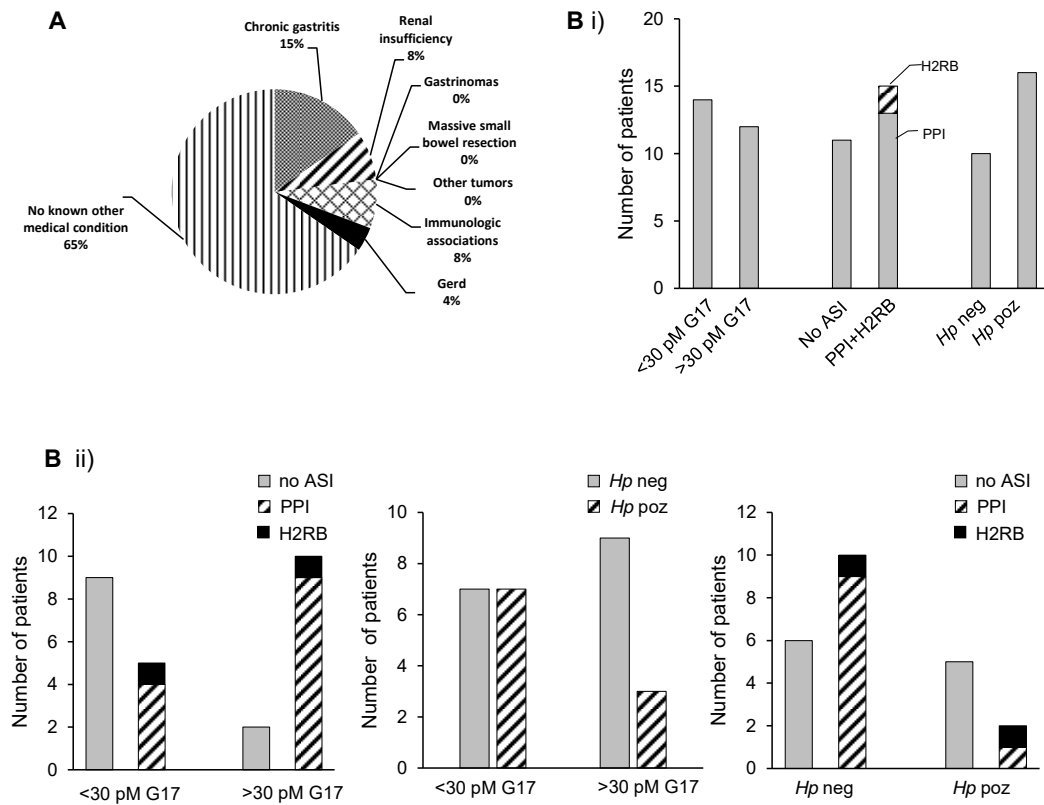 A
Chronic gastritis
15%
Renal
insufficiency
8%
Gastrinomas
0%
Massive small
bowel resection
0%
Other tumors
0%
Immunologic
associations
8%
Gerd
4%
No known other
medical condition
65%
B i)
Number of patients
20
15
10
5
0
H2RB
PPI
<30 pM G17
>30 pM G17
No ASI
PPI+H2RB
Hp neg
Hp poz
B ii)
no ASI
PPI
H2RB
Number of patients
12
10
8
6
4
2
0
<30 pM G17
>30 pM G17
Hp neg
Hp poz
Number of patients
10
8
6
4
2
0
<30 pM G17
>30 pM G17
no ASI
PPI
H2RB
Number of patients
12
10
8
6
4
2
0
Hp neg
Hp poz